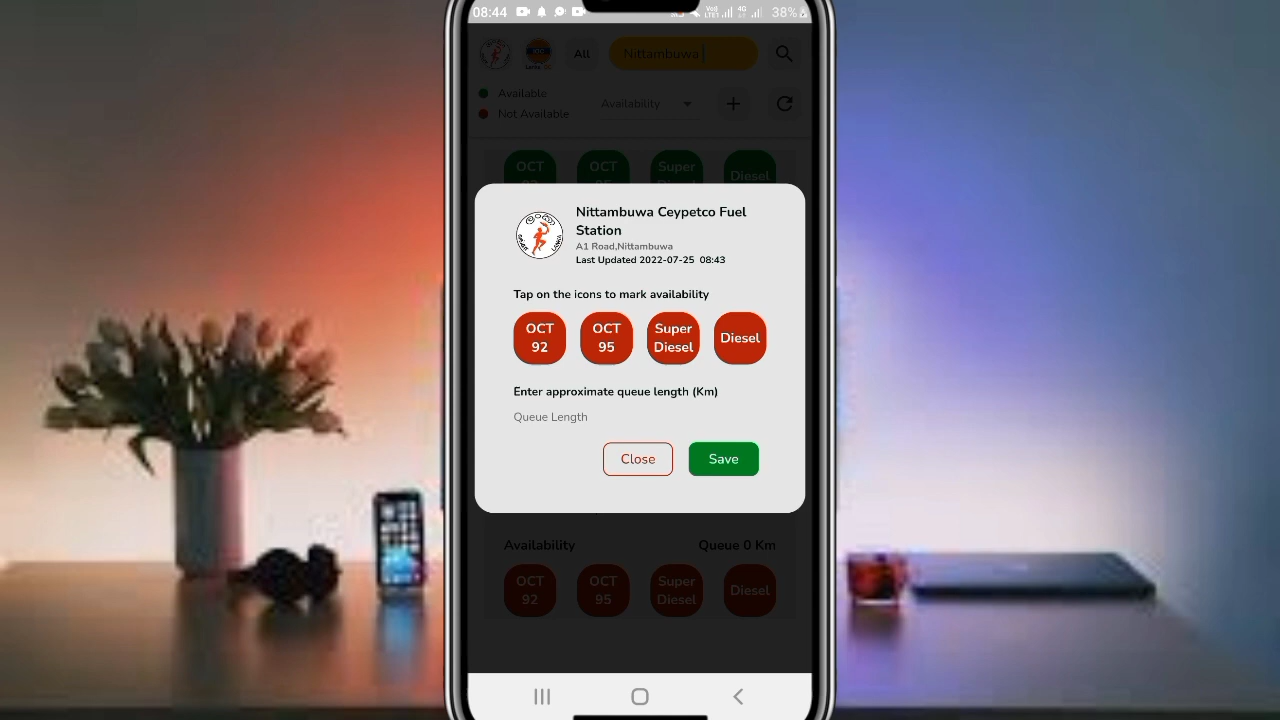 08:44
VoD
LTE1
4G
38%
All
Nittambuwa
Available
Not Available
Availability
OCT
OCT
Super
Diesel
Nittambuwa Ceypetco Fuel
Station
A1 Road,Nittambuwa
Last Updated 2022-07-25 08:43
Tap on the icons to mark availability
OCT
92
OCT
95
Super
Diesel
Diesel
Enter approximate queue length (Km)
Queue Length
Close
Save
Availability
Queue 0 Km
OCT
92
OCT
95
Super
Diesel
Diesel